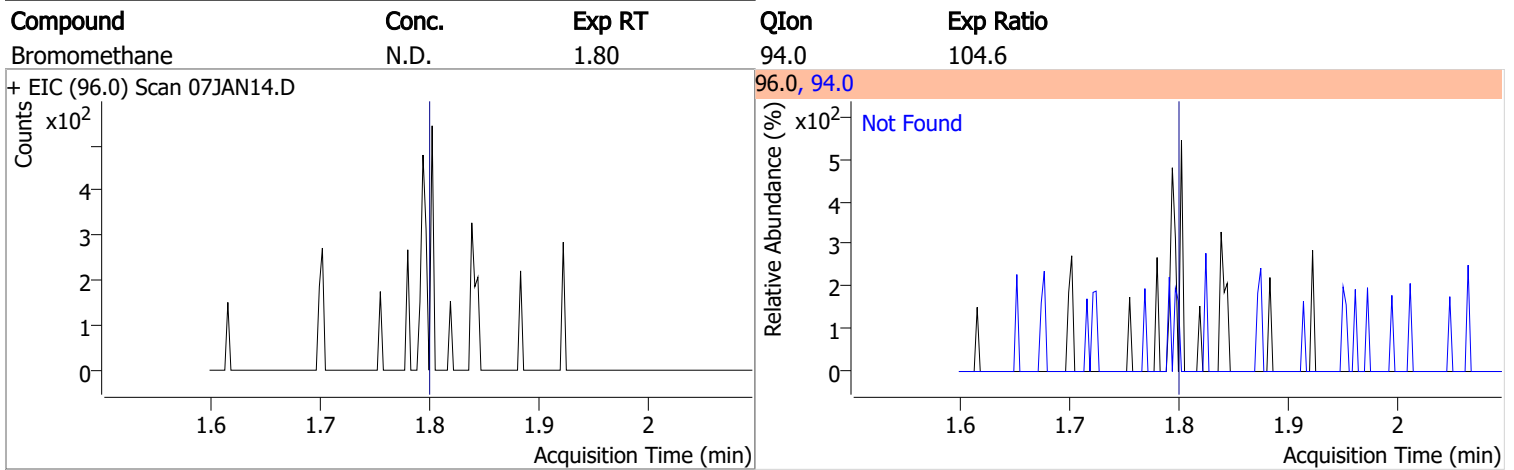 Compound Conc. Exp RT QIon Exp Ratio
Bromomethane N.D. 1.80 94.0 104.6
+ EIC (96.0) Scan 07JAN14.D
Counts
x10²
4
3
2
1
0
1.6 1.7 1.8 1.9 2
Acquisition Time (min)
96.0, 94.0
Relative Abundance (%)
x10²
Not Found
5
4
3
2
1
0
1.6 1.7 1.8 1.9 2
Acquisition Time (min)